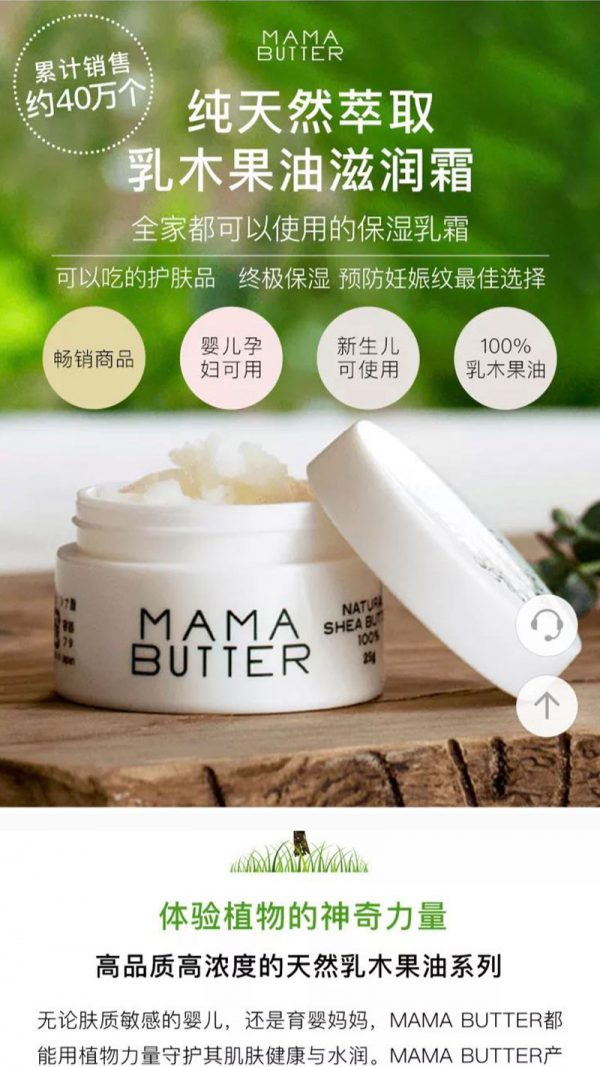 MAMA
BUTTER
累计销售
约40万个
纯天然萃取
乳木果油滋润霜
全家都可以使用的保湿乳霜
可以吃的护肤品 终极保湿 预防妊娠纹最佳选择
畅销商品
婴儿孕
妇可用
新生儿
可使用
100%
乳木果油
MAMA
BUTTER
NATURAL
SHEA BUTTER
100%
25g
体验植物的神奇力量
高品质高浓度的天然乳木果油系列
无论肤质敏感的婴儿，还是育婴妈妈，MAMA BUTTER都
能用植物力量守护其肌肤健康与水润。MAMA BUTTER产